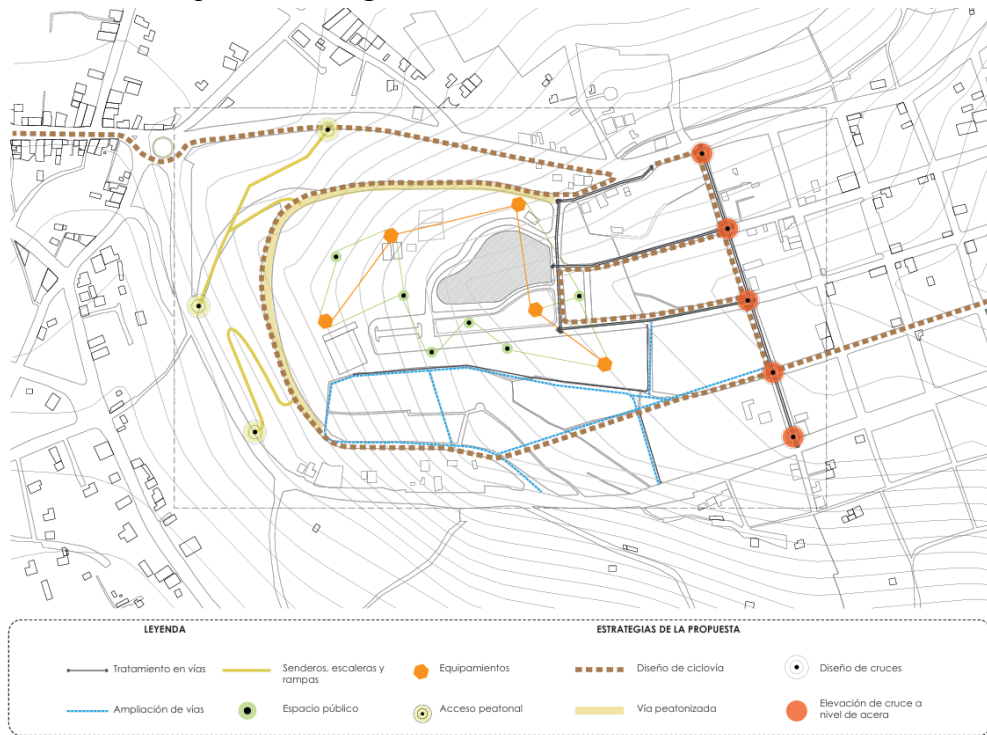 LEYENDA
ESTRATEGIAS DE LA PROPUESTA
Tratamiento en vías
Senderos, escaleras y
rampas
Equipamientos
Diseño de ciclovía
Diseño de cruces
Ampliación de vías
Espacio público
Acceso peatonal
Vía peatonizada
Elevación de cruce a
nivel de acera